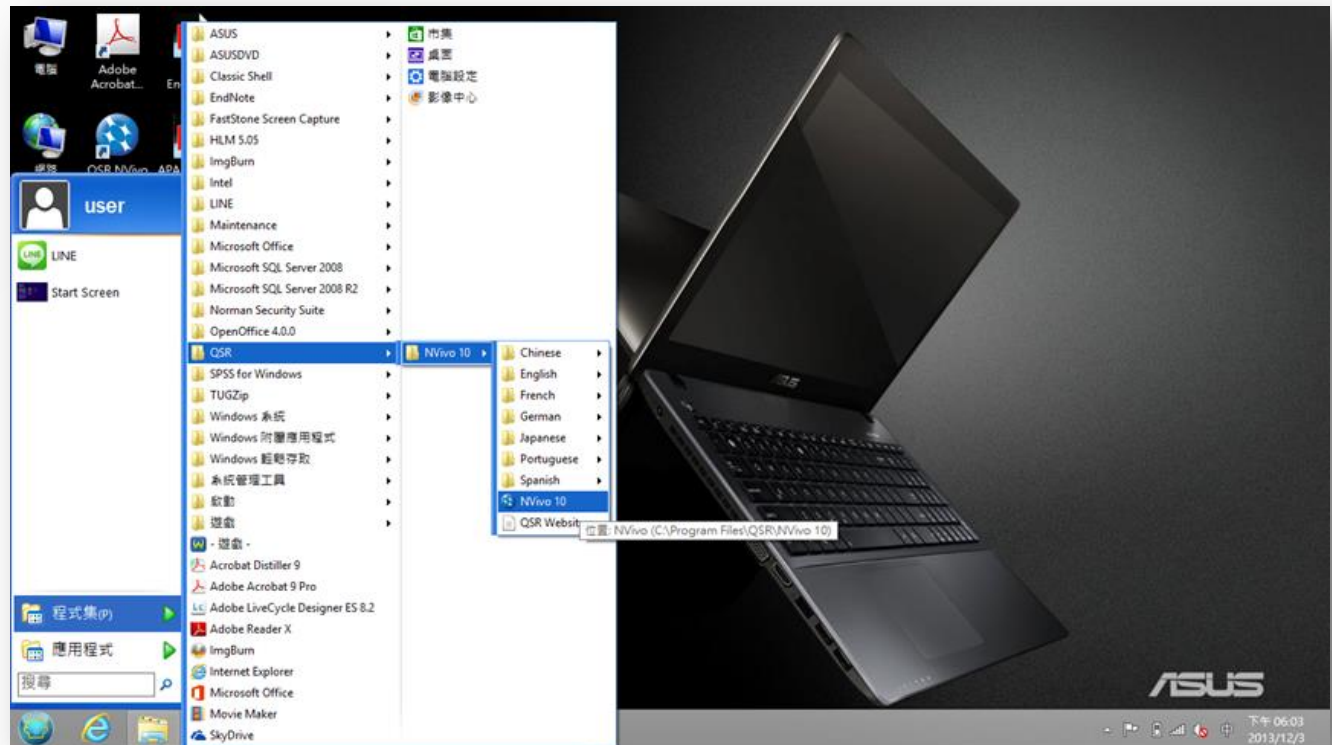 電腦
Adobe
Acrobat...
En
網路
QSR NVivo
APA
user
LINE
LINE
Start Screen
程式集(P)
應用程式
搜尋
ASUS
ASUSDVD
Classic Shell
EndNote
FastStone Screen Capture
HLM 5.05
ImgBurn
Intel
LINE
Maintenance
Microsoft Office
Microsoft SQL Server 2008
Microsoft SQL Server 2008 R2
Norman Security Suite
OpenOffice 4.0.0
QSR
SPSS for Windows
TUGZip
Windows 系統
Windows 附屬應用程式
Windows 輕鬆存取
系統管理工具
啟動
遊戲
- 遊戲 -
Acrobat Distiller 9
Adobe Acrobat 9 Pro
Adobe LiveCycle Designer ES 8.2
Adobe Reader X
ImgBurn
Internet Explorer
Microsoft Office
Movie Maker
SkyDrive
市集
桌面
電腦設定
影像中心
NVivo 10
Chinese
English
French
German
Japanese
Portuguese
Spanish
NVivo 10
QSR Websit
位置: NVivo (C:\Program Files\QSR\NVivo 10)
ASUS
ASUS
中
下午 06:03
2013/12/3